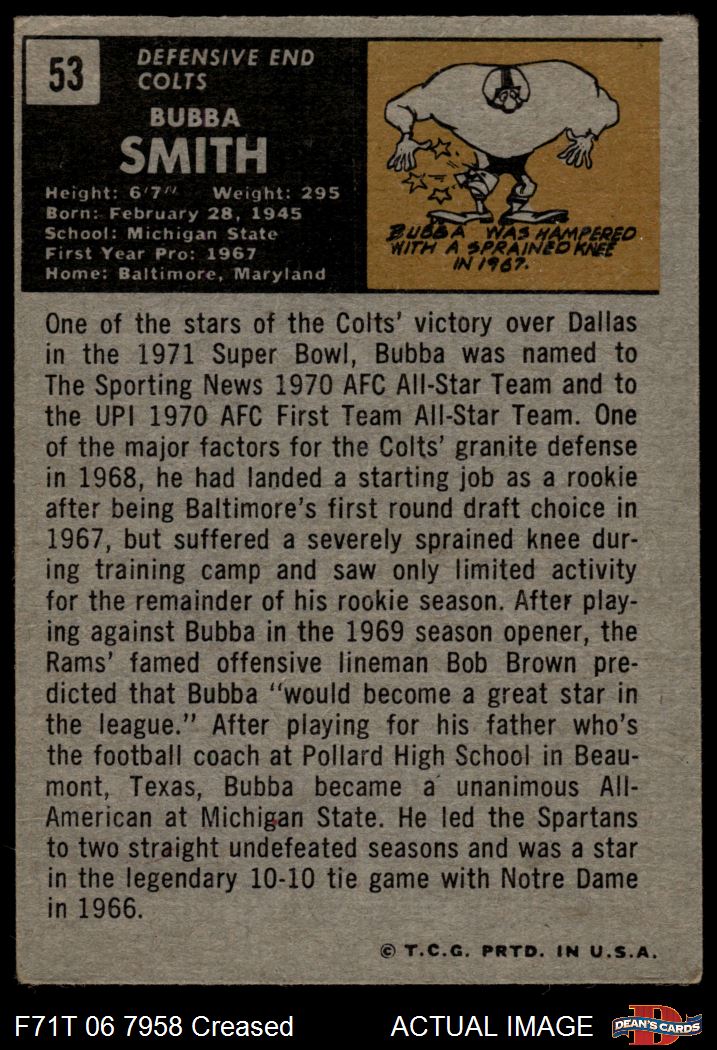 53
DEFENSIVE END
COLTS
BUBBA
SMITH
Height: 6'7" Weight: 295
Born: February 28, 1945
School: Michigan State
First Year Pro: 1967
Home: Baltimore, Maryland
BUBBA WAS HAMPERED
WITH A SPRAINED KNEE
IN 1967.
One of the stars of the Colts' victory over Dallas
in the 1971 Super Bowl, Bubba was named to
The Sporting News 1970 AFC All-Star Team and to
the UPI 1970 AFC First Team All-Star Team. One
of the major factors for the Colts' granite defense
in 1968, he had landed a starting job as a rookie
after being Baltimore's first round draft choice in
1967, but suffered a severely sprained knee dur-
ing training camp and saw only limited activity
for the remainder of his rookie season. After play-
ing against Bubba in the 1969 season opener, the
Rams' famed offensive lineman Bob Brown pre-
dicted that Bubba "would become a great star in
the league." After playing for his father who's
the football coach at Pollard High School in Beau-
mont, Texas, Bubba became a unanimous All-
American at Michigan State. He led the Spartans
to two straight undefeated seasons and was a star
in the legendary 10-10 tie game with Notre Dame
in 1966.
© T.C.G. PRTD. IN U.S.A.
F71T 06 7958 Creased ACTUAL IMAGE DEAN'S CARDS